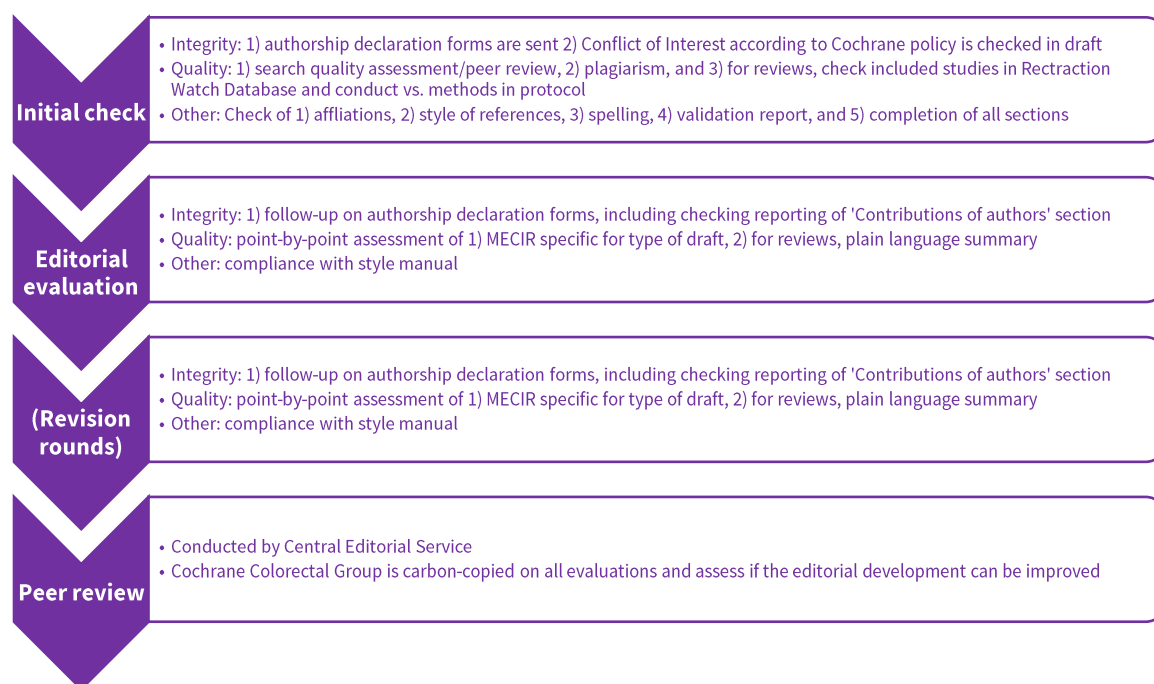 Initial check
• Integrity: 1) authorship declaration forms are sent 2) Conflict of Interest according to Cochrane policy is checked in draft
• Quality: 1) search quality assessment/peer review, 2) plagiarism, and 3) for reviews, check included studies in Rectraction
Watch Database and conduct vs. methods in protocol
• Other: Check of 1) affliations, 2) style of references, 3) spelling, 4) validation report, and 5) completion of all sections
Editorial
evaluation
• Integrity: 1) follow-up on authorship declaration forms, including checking reporting of 'Contributions of authors' section
• Quality: point-by-point assessment of 1) MECIR specific for type of draft, 2) for reviews, plain language summary
• Other: compliance with style manual
(Revision
rounds)
• Integrity: 1) follow-up on authorship declaration forms, including checking reporting of 'Contributions of authors' section
• Quality: point-by-point assessment of 1) MECIR specific for type of draft, 2) for reviews, plain language summary
• Other: compliance with style manual
Peer review
• Conducted by Central Editorial Service
• Cochrane Colorectal Group is carbon-copied on all evaluations and assess if the editorial development can be improved